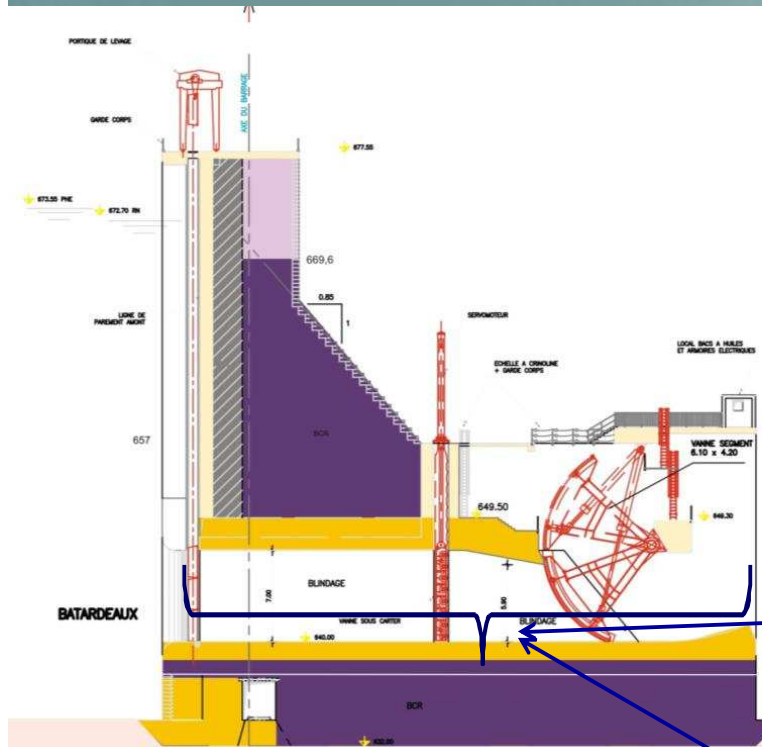 PORTIQUE DE LEVAGE
AXE DU BARRAGE
GARDE CORPS
677.55
673.55 PHE
672.70 RN
669,6
0.85
1
LIGNE DE
PAREMENT AMONT
SERVOMOTEUR
ECHELLE A CRINOLINE
+ GARDE CORPS
LOCAL BACS A HUILES
ET ARMOIRES ELECTRIQUES
657
BCR
VANNE SEGMENT
6.10 x 4.20
649.50
BLINDAGE
7.00
5.90
BATARDEAUX
VANNE SOUS CARTER
BLINDAGE
640.00
BCR